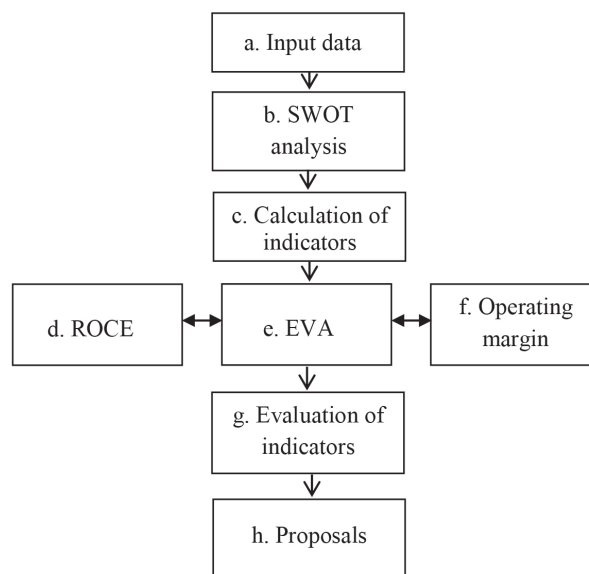 a. Input data
b. SWOT
analysis
c. Calculation of
indicators
d. ROCE
e. EVA
f. Operating
margin
g. Evaluation of
indicators
h. Proposals